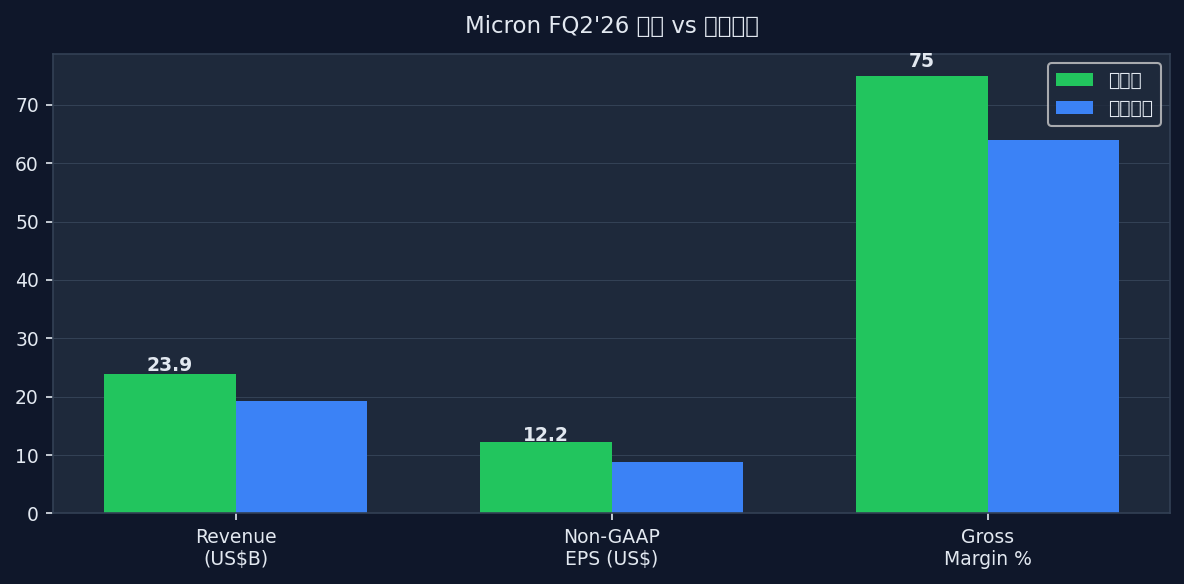 Micron FQ2'26 vs
75
70
60
50
40
30
20
10
0
23.9
12.2
Revenue
(US$B)
Non-GAAP
EPS (US$)
Gross
Margin %